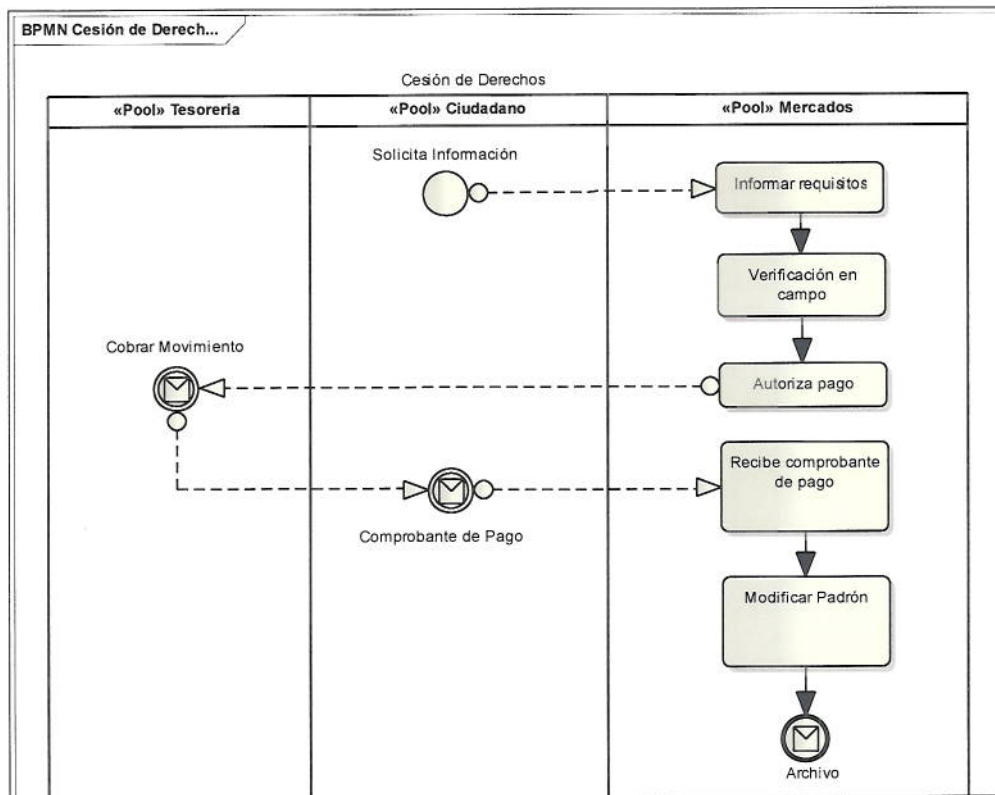 BPMN Cesión de Derech...
Cesión de Derechos
«Pool» Tesoreria
«Pool» Ciudadano
«Pool» Mercados
Solicita Información
Informar requisitos
Verificación en
campo
Cobrar Movimiento
Autoriza pago
Recibe comprobante
de pago
Comprobante de Pago
Modificar Padrón
Archivo